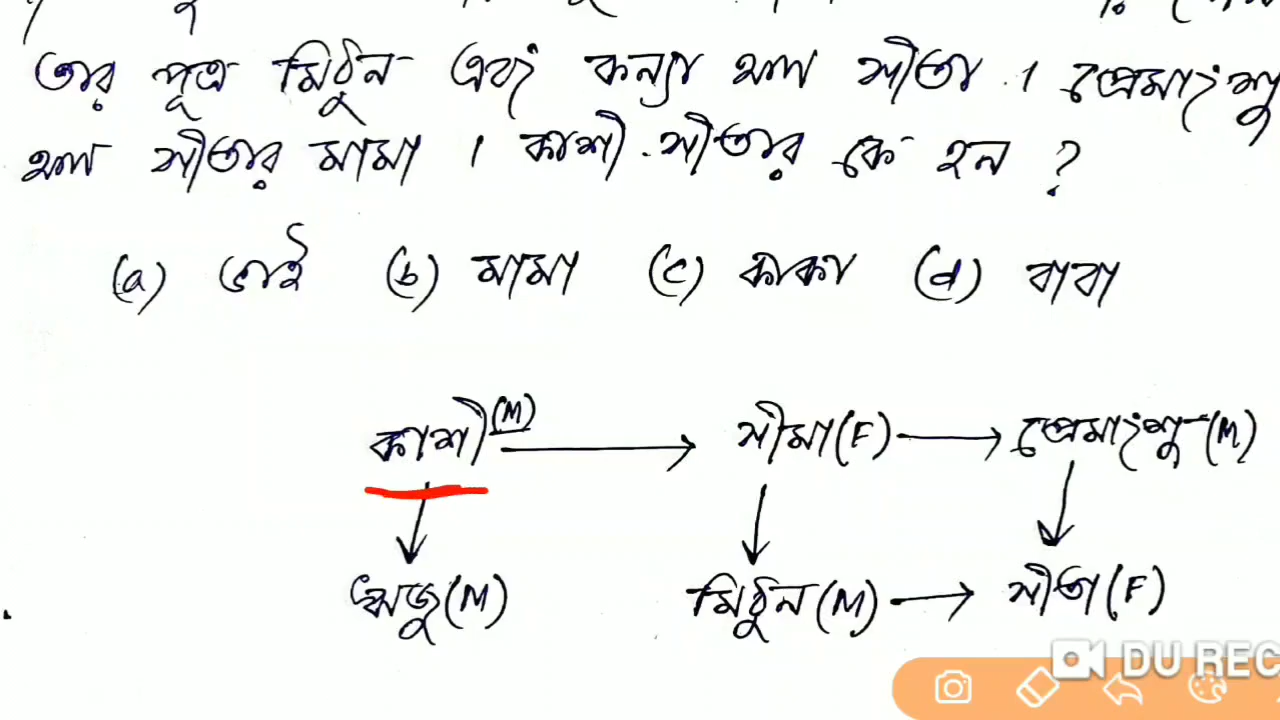 তার পুত্র মিঠুন এবং কন্যা হল সীতা । প্রেমাংশু
হল সীতার মামা । কাশী সীতার কে হন ?
(a) ভাই (b) মামা (c) কাকা (d) বাবা
কাশী (M) সীমা (F) প্রেমাংশু (M)
ঋজু (M) মিঠুন (M) সীতা (F)
DU REC